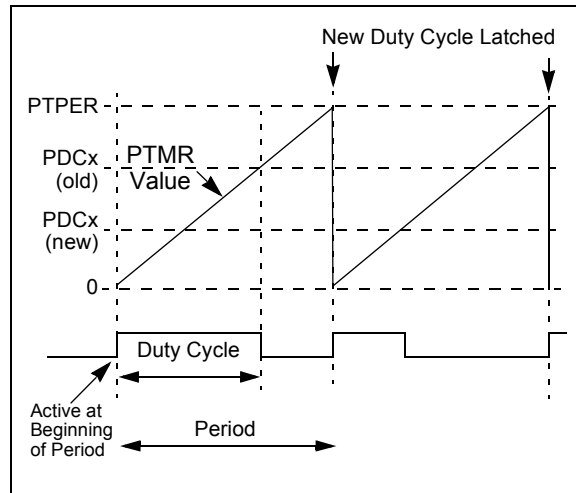 New Duty Cycle Latched
PTPER
PDCx
(old)
PTMR
Value
PDCx
(new)
0
Duty Cycle
Active at
Beginning
of Period
Period